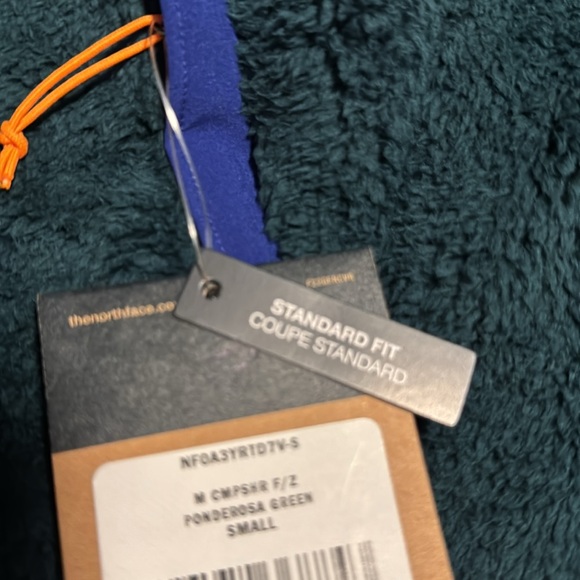 thenorthface.co
STANDARD FIT
COUPE STANDARD
NF0A3YRTD7V-S
M CMPSHR F/Z
PONDEROSA GREEN
SMALL